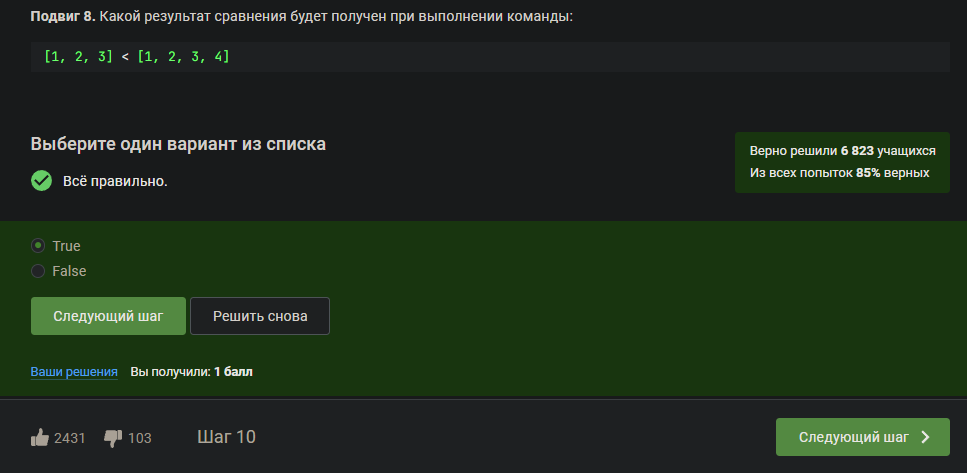 Подвиг 8. Какой результат сравнения будет получен при выполнении команды:
[1, 2, 3] < [1, 2, 3, 4]
Выберите один вариант из списка
Всё правильно.
Верно решили 6 823 учащихся
Из всех попыток 85% верных
True
False
Следующий шаг
Решить снова
Ваши решения Вы получили: 1 балл
2431 103 Шаг 10
Следующий шаг